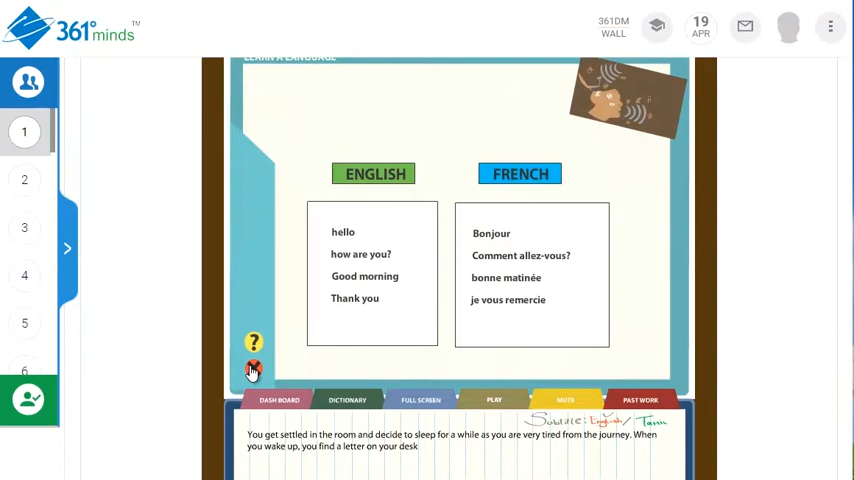 361°minds™
361DM
WALL
19
APR
LEARN A LANGUAGE
ENGLISH
FRENCH
hello
how are you?
Good morning
Thank you
Bonjour
Comment allez-vous?
bonne matinée
je vous remercie
1
2
3
4
5
6
>
?
DASH BOARD
DICTIONARY
FULL SCREEN
PLAY
MUTE
PAST WORK
Subtitle: English/
You get settled in the room and decide to sleep for a while as you are very tired from the journey. When
you wake up, you find a letter on your desk